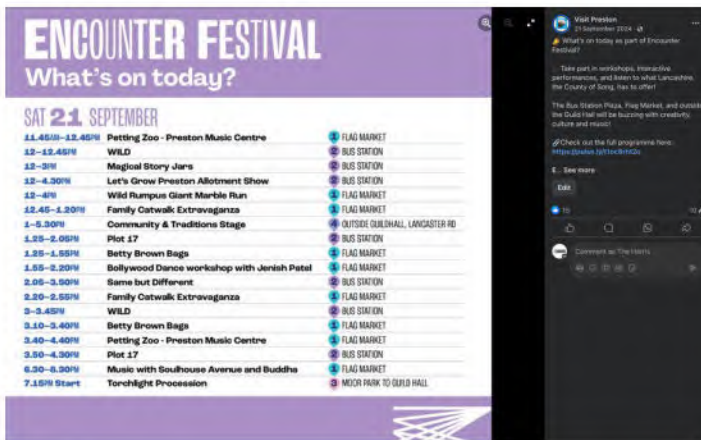 ENCOUNTER FESTIVAL
What's on today?
SAT 21 SEPTEMBER
11.45AM–12.45PM Petting Zoo - Preston Music Centre 1 FLAG MARKET
12–12.45PM WILD 2 BUS STATION
12–3PM Magical Story Jars 2 BUS STATION
12–4.30PM Let's Grow Preston Allotment Show 2 BUS STATION
12–4PM Wild Rumpus Giant Marble Run 1 FLAG MARKET
12.45–1.20PM Family Catwalk Extravaganza 1 FLAG MARKET
1–5.30PM Community & Traditions Stage 4 OUTSIDE GUILDHALL, LANCASTER RD
1.25–2.05PM Plot 17 2 BUS STATION
1.25–1.55PM Betty Brown Bags 1 FLAG MARKET
1.55–2.20PM Bollywood Dance workshop with Jenish Patel 1 FLAG MARKET
2.05–3.50PM Same but Different 2 BUS STATION
2.20–2.55PM Family Catwalk Extravaganza 1 FLAG MARKET
3–3.45PM WILD 2 BUS STATION
3.10–3.40PM Betty Brown Bags 1 FLAG MARKET
3.40–4.40PM Petting Zoo - Preston Music Centre 1 FLAG MARKET
3.50–4.30PM Plot 17 2 BUS STATION
6.30–8.30PM Music with Soulhouse Avenue and Buddha 1 FLAG MARKET
7.15PM Start Torchlight Procession 3 MOOR PARK TO GUILD HALL
Visit Preston
21 September 2024
What's on today as part of Encounter
Festival?
Take part in workshops, interactive
performances, and listen to what Lancashire,
the County of Song, has to offer!
The Bus Station Plaza, Flag Market, and outside
the Guild Hall will be buzzing with creativity,
culture and music!
Check out the full programme here:
E... See more
Edit
15
Comment as The Harris